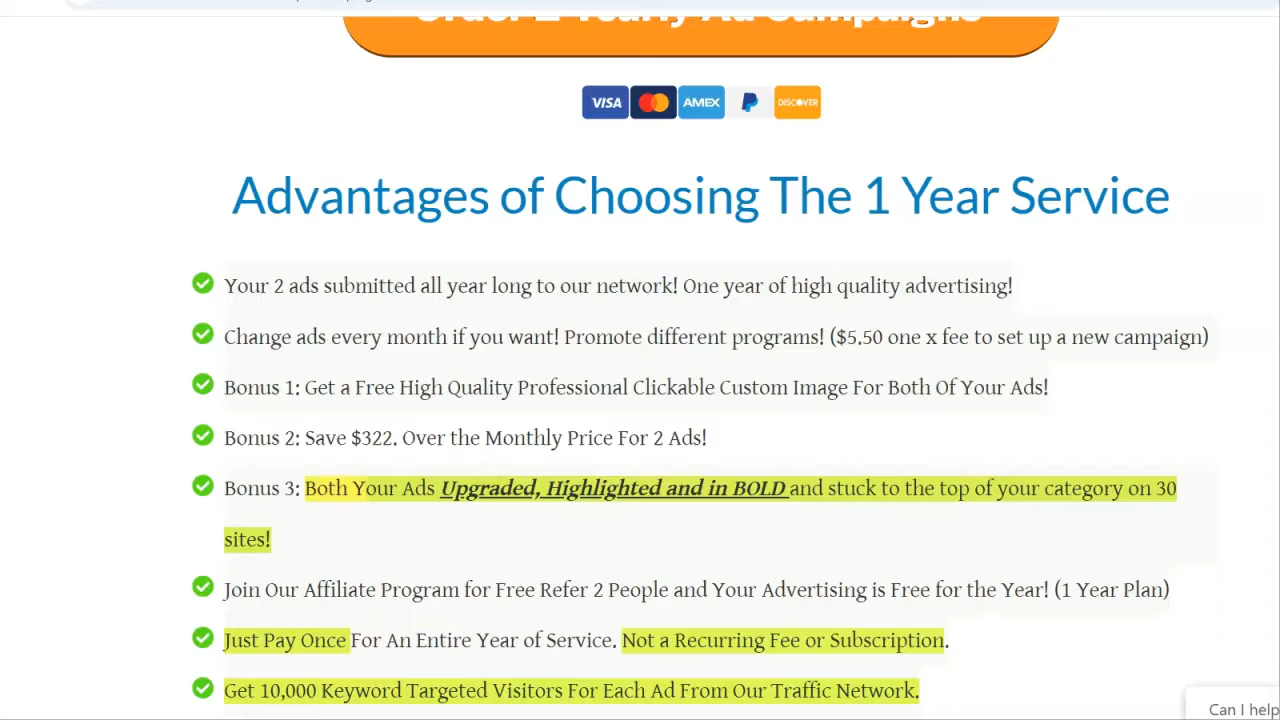 Order 2 Yearly Ad Campaigns
VISA AMEX DISCOVER
Advantages of Choosing The 1 Year Service
Your 2 ads submitted all year long to our network! One year of high quality advertising!
Change ads every month if you want! Promote different programs! ($5.50 one x fee to set up a new campaign)
Bonus 1: Get a Free High Quality Professional Clickable Custom Image For Both Of Your Ads!
Bonus 2: Save $322. Over the Monthly Price For 2 Ads!
Bonus 3: Both Your Ads Upgraded, Highlighted and in BOLD and stuck to the top of your category on 30
sites!
Join Our Affiliate Program for Free Refer 2 People and Your Advertising is Free for the Year! (1 Year Plan)
Just Pay Once For An Entire Year of Service. Not a Recurring Fee or Subscription.
Get 10,000 Keyword Targeted Visitors For Each Ad From Our Traffic Network.
Can I help